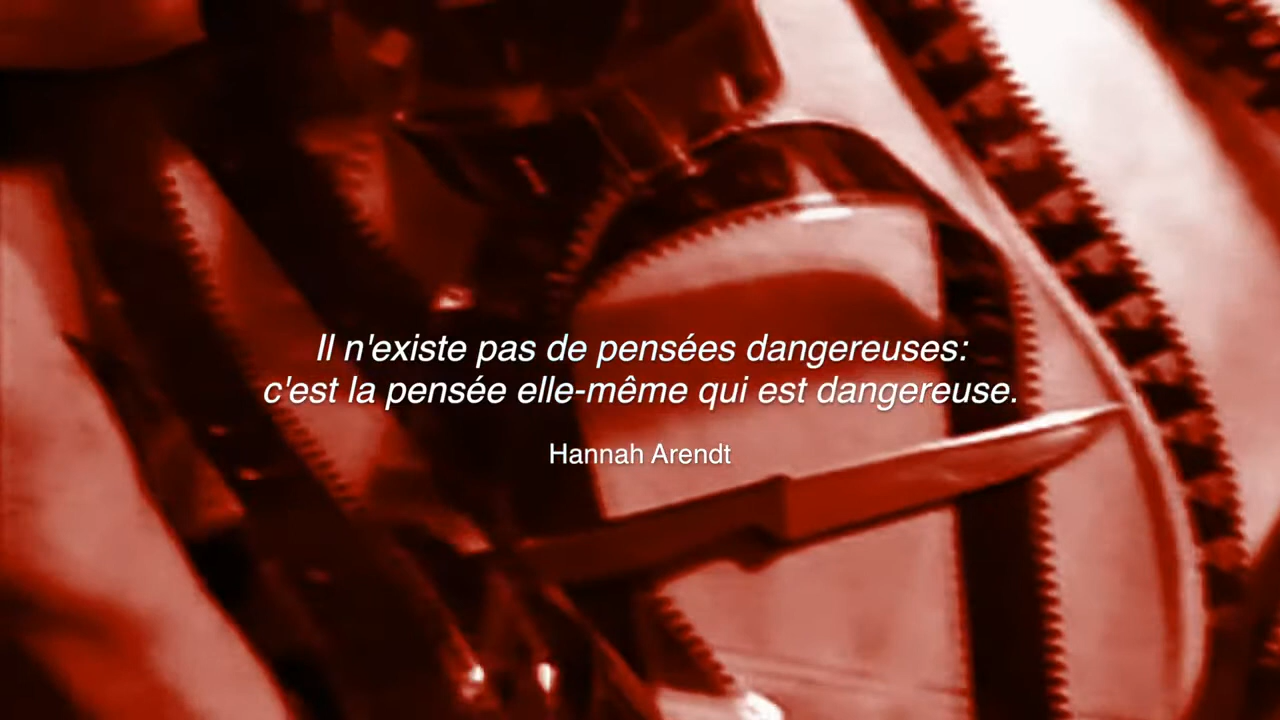 Il n'existe pas de pensées dangereuses:
c'est la pensée elle-même qui est dangereuse.
Hannah Arendt